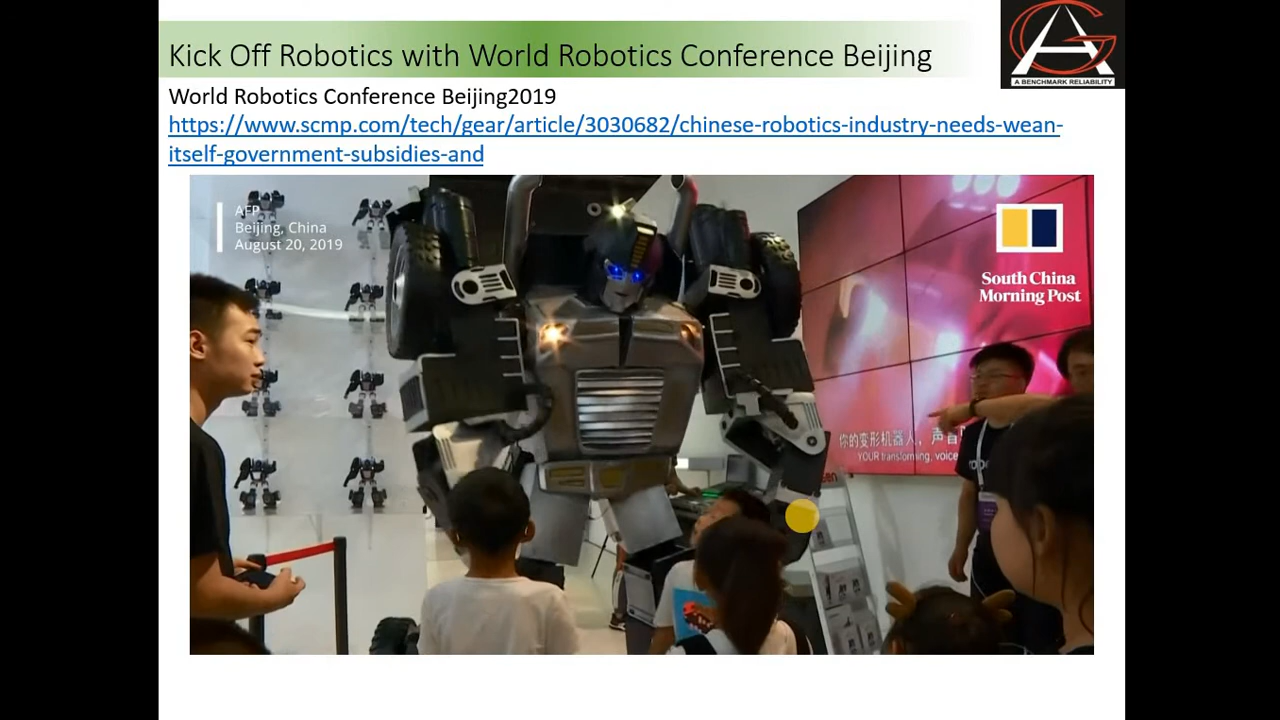 Kick Off Robotics with World Robotics Conference Beijing
A BENCHMARK RELIABILITY
World Robotics Conference Beijing2019
https://www.scmp.com/tech/gear/article/3030682/chinese-robotics-industry-needs-wean-
itself-government-subsidies-and
AFP
Beijing, China
August 20, 2019
South China
Morning Post
你的变形机器人，声音
YOUR transforming, voice